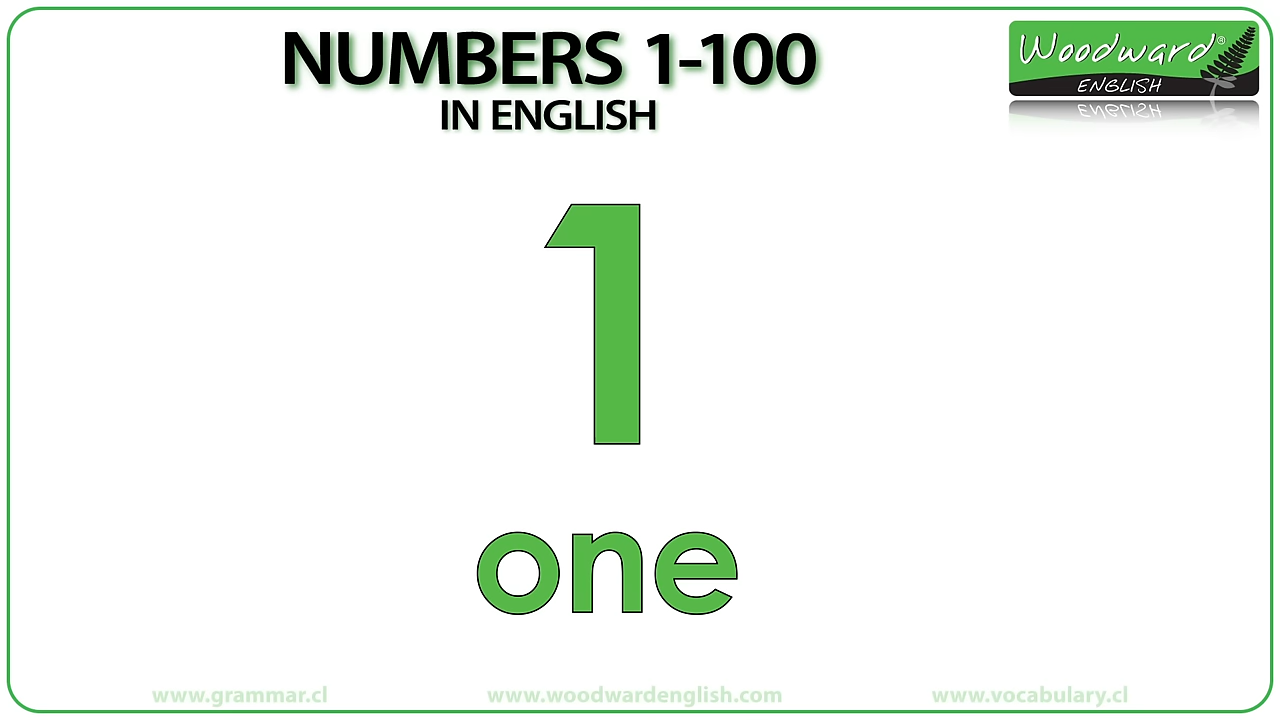 NUMBERS 1-100
IN ENGLISH
Woodward®
ENGLISH
1
one
www.grammar.cl
www.woodwardenglish.com
www.vocabulary.cl